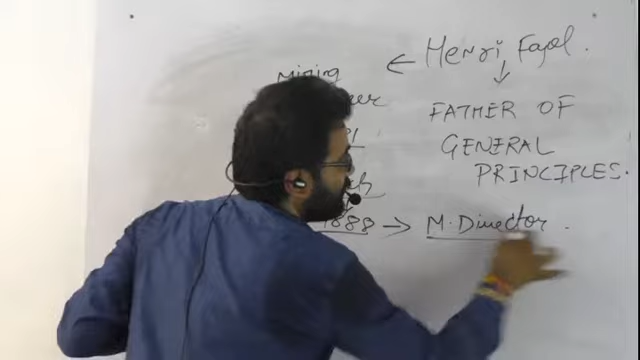 ← Henri Fayol.
Mining
↓
FATHER OF
GENERAL
PRINCIPLES.
1888 → M. Director.